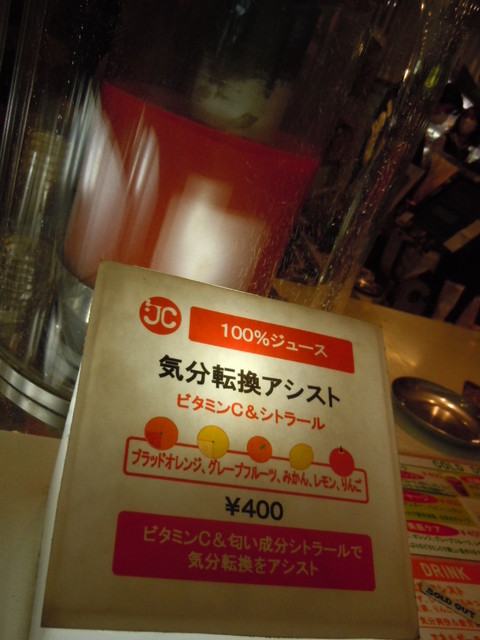 JC
100%ジュース
気分転換アシスト
ビタミンC&シトラール
ブラッドオレンジ、グレープフルーツ、みかん、レモン、りんご
¥400
ビタミンC&匂い成分シトラールで
気分転換をアシスト
DRINK
SOLD OUT